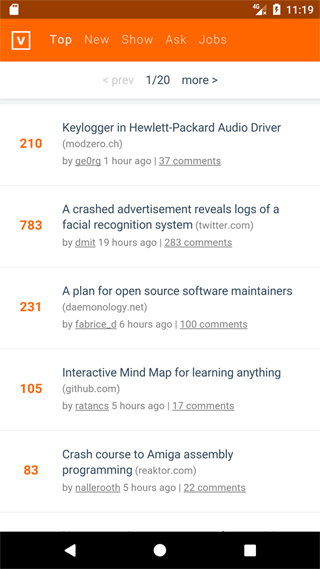 4G 11:19
V Top New Show Ask Jobs
< prev 1/20 more >
Keylogger in Hewlett-Packard Audio Driver
210 (modzero.ch)
by ge0rg 1 hour ago | 37 comments
A crashed advertisement reveals logs of a
783 facial recognition system (twitter.com)
by dmit 19 hours ago | 283 comments
A plan for open source software maintainers
231 (daemonology.net)
by fabrice_d 6 hours ago | 100 comments
Interactive Mind Map for learning anything
105 (github.com)
by ratancs 5 hours ago | 17 comments
Crash course to Amiga assembly
83 programming (reaktor.com)
by nallerooth 5 hours ago | 22 comments